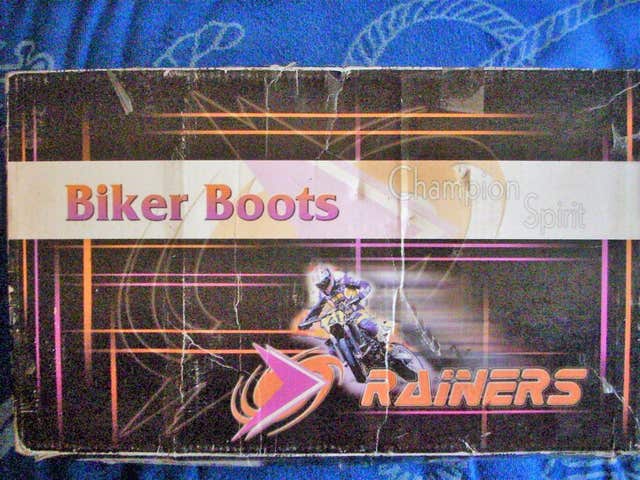 Biker Boots
Champion
Spirit
RAiNERS